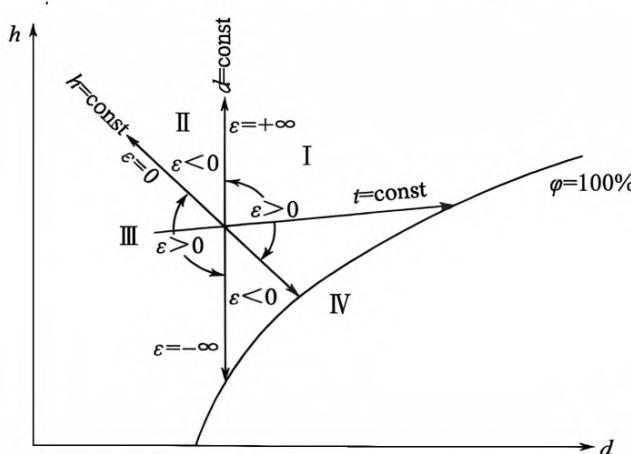 h
d=const
h=const
Ⅱ
ε=+∞
Ⅰ
ε=0
ε<0
t=const
φ=100%
ε>0
Ⅲ
ε>0
ε<0
Ⅳ
ε=-∞
d